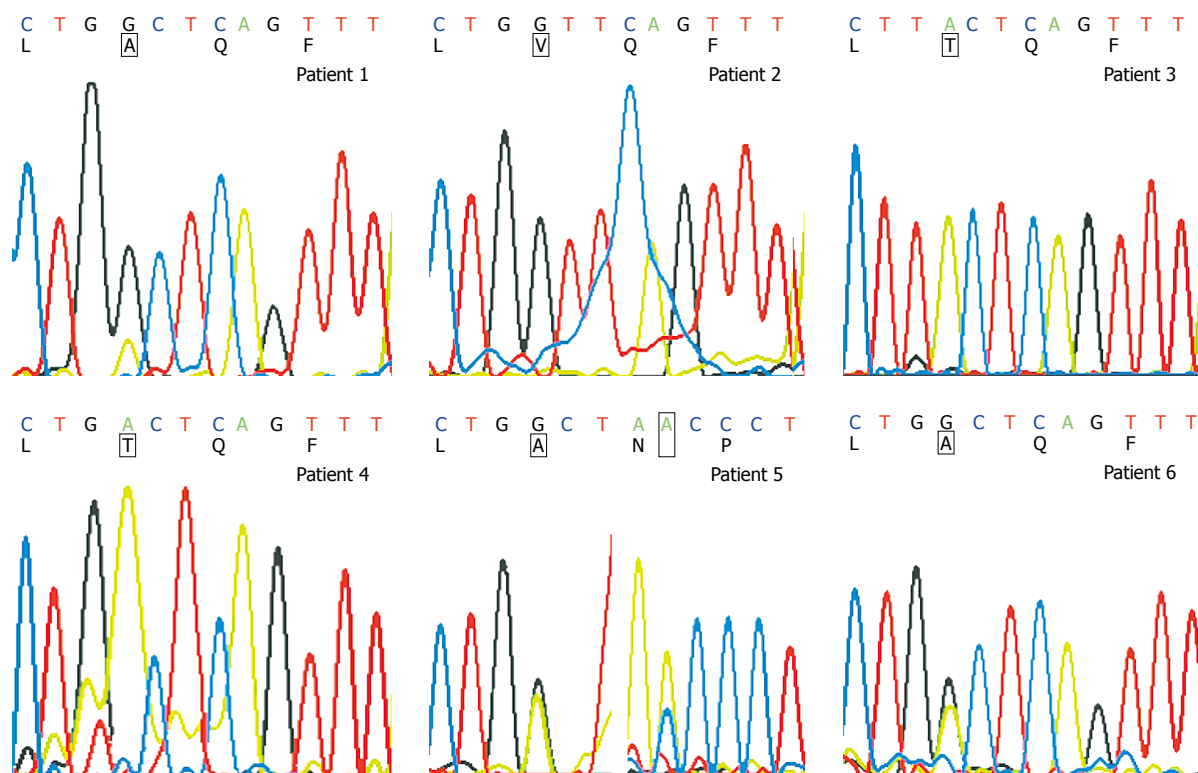 C T G G C T C A G T T T
L A Q F
Patient 1
C T G G T T C A G T T T
L V Q F
Patient 2
C T T A C T C A G T T T
L T Q F
Patient 3
C T G A C T C A G T T T
L T Q F
Patient 4
C T G G C T A A C C C T
L A N P
Patient 5
C T G G C T C A G T T T
L A Q F
Patient 6